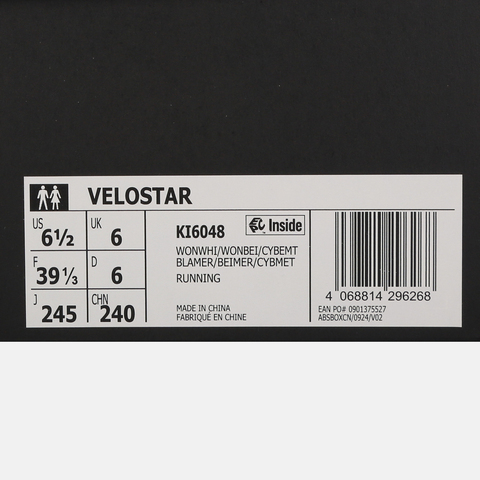 VELOSTAR
US 6½ UK 6
F 39⅓ D 6
J 245 CHN 240
KI6048 Inside
WONWHI/WONBEI/CYBEMT
BLAMER/BEIMER/CYBMET
RUNNING
MADE IN CHINA
FABRIQUÉ EN CHINE
4 068814 296268
EAN PO# 0901375527
ABSBOXCN/0924/V02